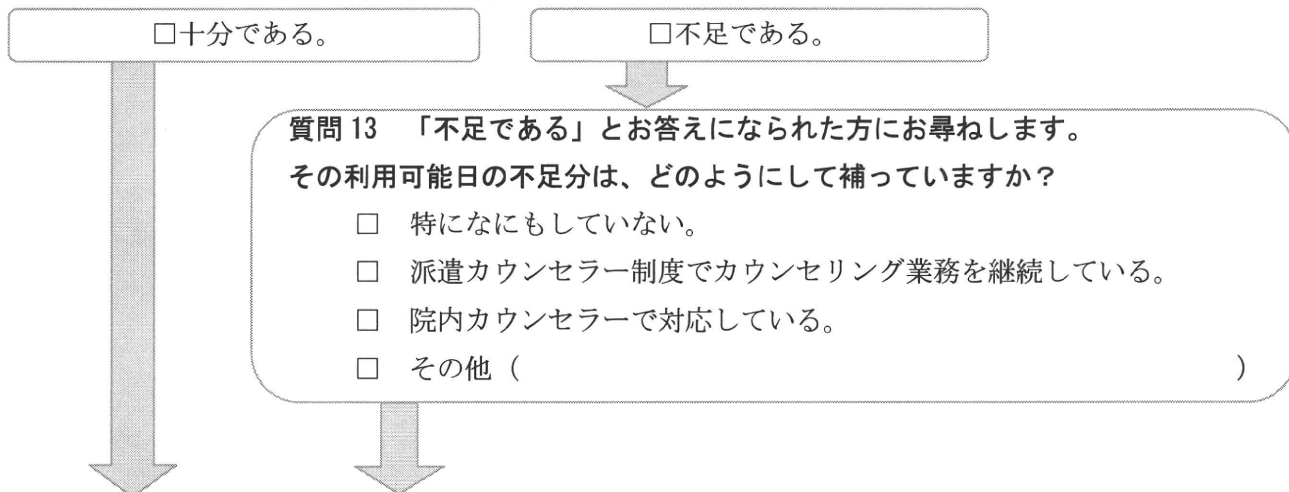 □十分である。
□不足である。
質問 13　「不足である」とお答えになられた方にお尋ねします。
その利用可能日の不足分は、どのようにして補っていますか？
□　特になにもしていない。
□　派遣カウンセラー制度でカウンセリング業務を継続している。
□　院内カウンセラーで対応している。
□　その他（　　　　　　　　　　　　　　　　　　　　　　　　　）